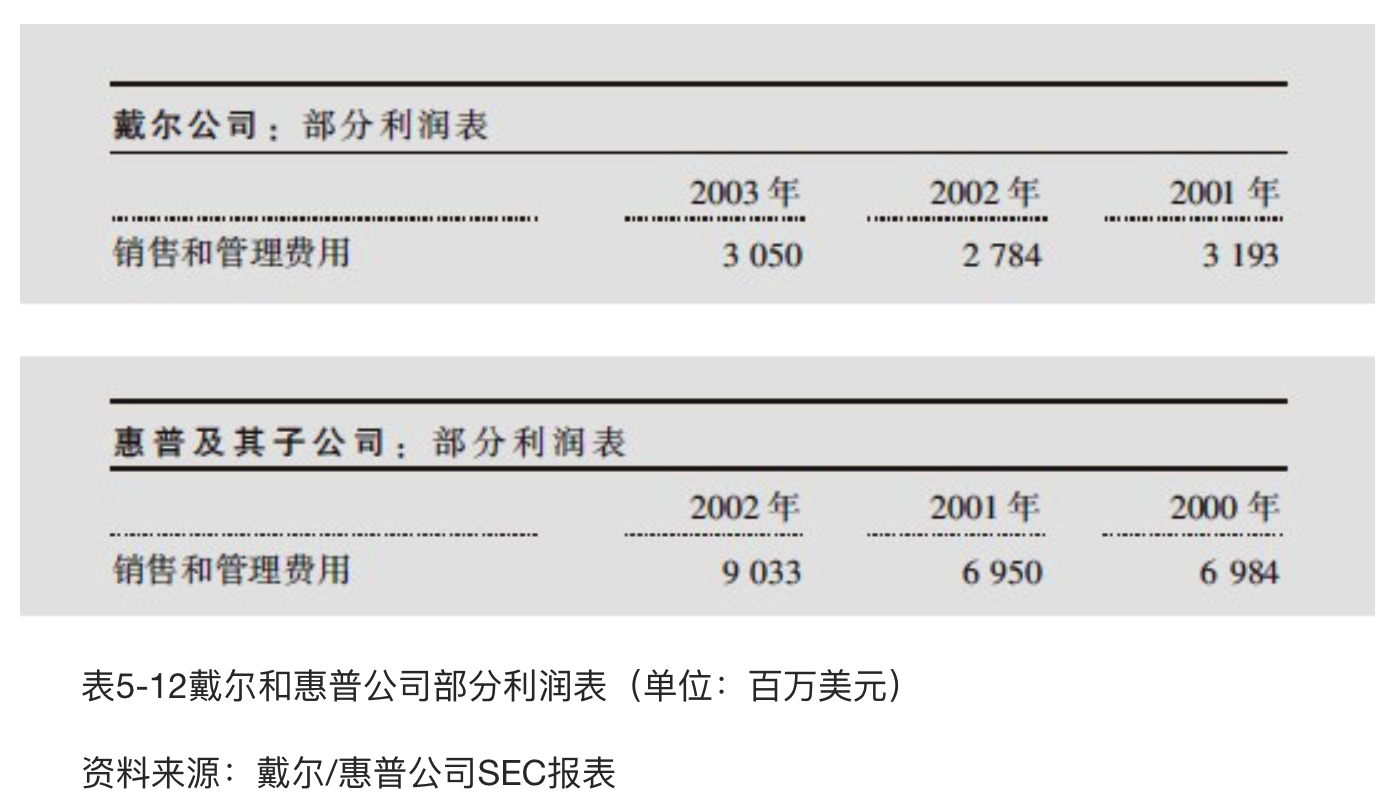 戴尔公司：部分利润表
2003 年 2002 年 2001 年
销售和管理费用 3 050 2 784 3 193
惠普及其子公司：部分利润表
2002 年 2001 年 2000 年
销售和管理费用 9 033 6 950 6 984
表5-12戴尔和惠普公司部分利润表（单位：百万美元）
资料来源：戴尔/惠普公司SEC报表